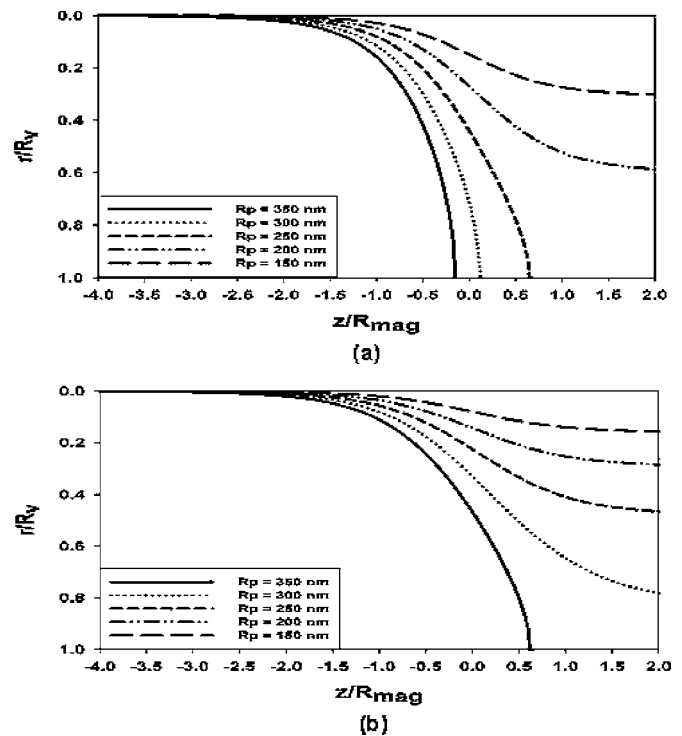 0.0
0.2
0.4
0.6
0.8
1.0
r/Rv
Rp = 350 nm
Rp = 300 nm
Rp = 250 nm
Rp = 200 nm
Rp = 150 nm
-4.0 -3.5 -3.0 -2.5 -2.0 -1.5 -1.0 -0.5 0.0 0.5 1.0 1.5 2.0
z/Rmag
(a)
0.0
0.2
0.4
0.6
0.8
1.0
r/Rv
Rp = 350 nm
Rp = 300 nm
Rp = 250 nm
Rp = 200 nm
Rp = 150 nm
-4.0 -3.5 -3.0 -2.5 -2.0 -1.5 -1.0 -0.5 0.0 0.5 1.0 1.5 2.0
z/Rmag
(b)